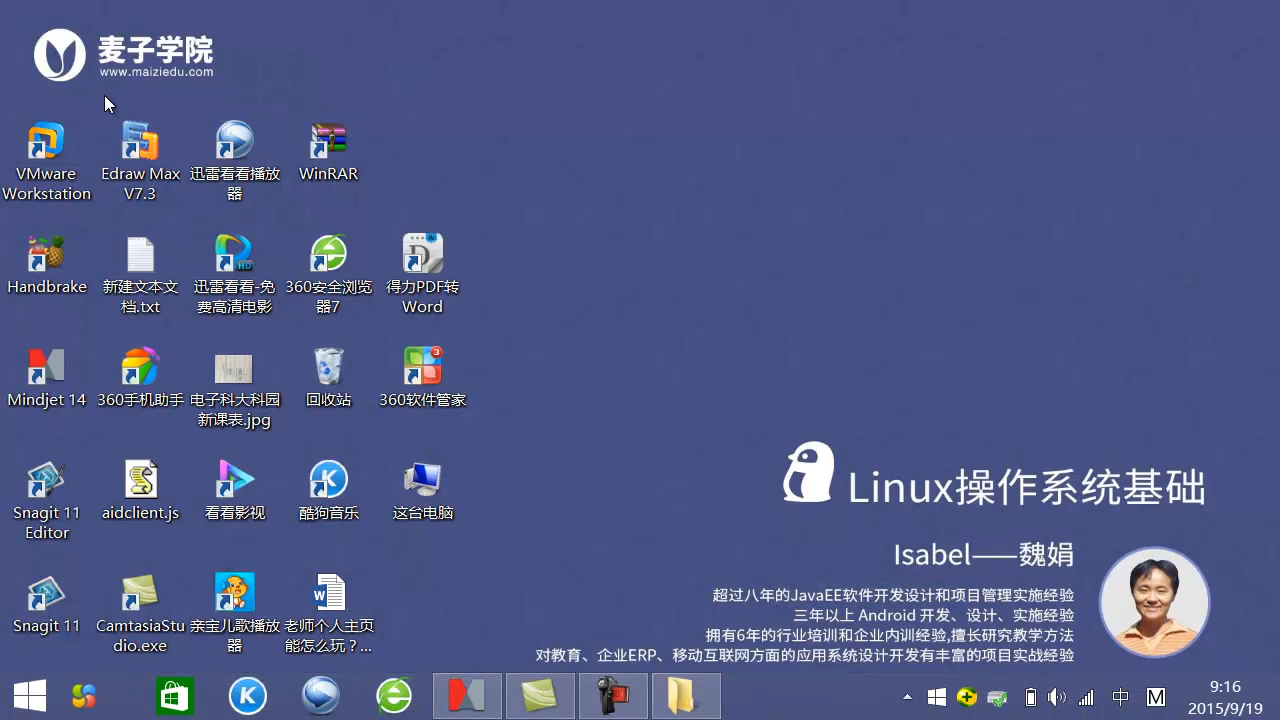 麦子学院
www.maiziedu.com
VMware Workstation
Edraw Max V7.3
迅雷看看播放器
WinRAR
Handbrake
新建文本文档.txt
迅雷看看-免费高清电影
HD
360安全浏览器7
得力PDF转Word
Mindjet 14
360手机助手
电子科大科园新课表.jpg
回收站
3
360软件管家
Snagit 11 Editor
aidclient.js
看看影视
酷狗音乐
这台电脑
Snagit 11
CamtasiaStudio.exe
亲宝儿歌播放器
老师个人主页能怎么玩？...
Linux操作系统基础
Isabel——魏娟
超过八年的JavaEE软件开发设计和项目管理实施经验
三年以上 Android 开发、设计、实施经验
拥有6年的行业培训和企业内训经验,擅长研究教学方法
对教育、企业ERP、移动互联网方面的应用系统设计开发有丰富的项目实战经验
中
M
9:16
2015/9/19